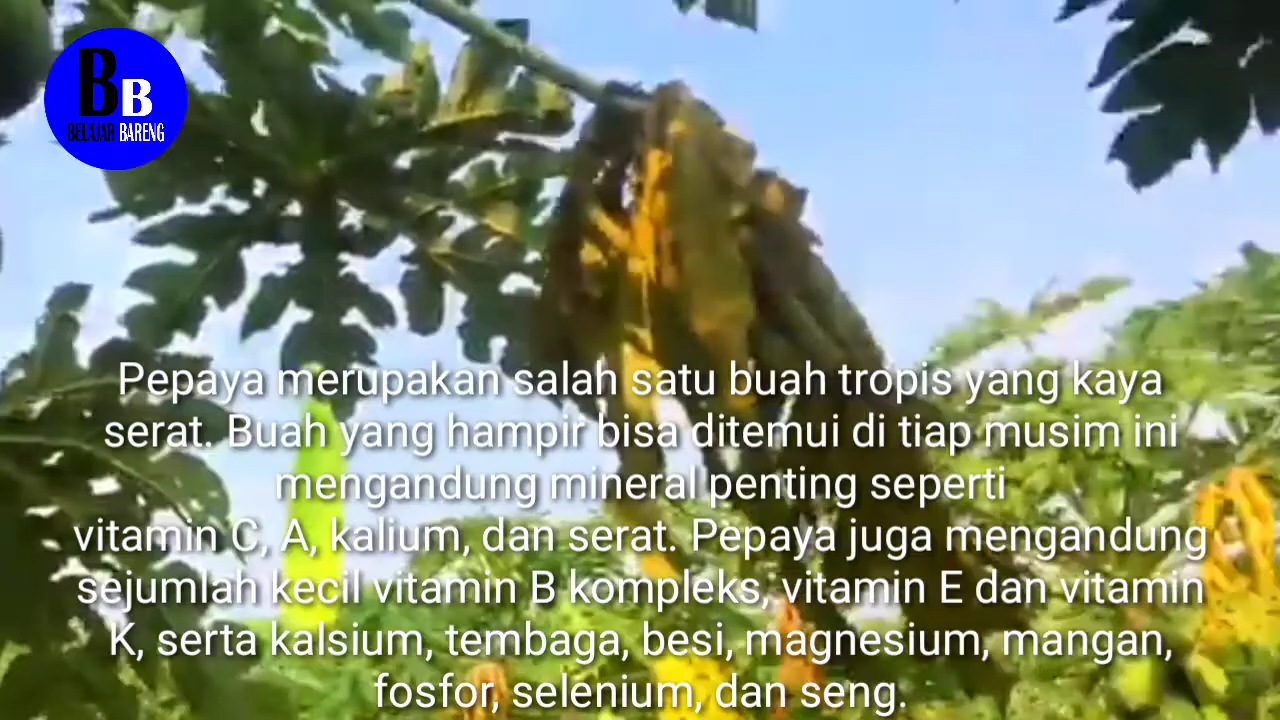 BB
BELAJAR BARENG
Pepaya merupakan salah satu buah tropis yang kaya
serat. Buah yang hampir bisa ditemui di tiap musim ini
mengandung mineral penting seperti
vitamin C, A, kalium, dan serat. Pepaya juga mengandung
sejumlah kecil vitamin B kompleks, vitamin E dan vitamin
K, serta kalsium, tembaga, besi, magnesium, mangan,
fosfor, selenium, dan seng.